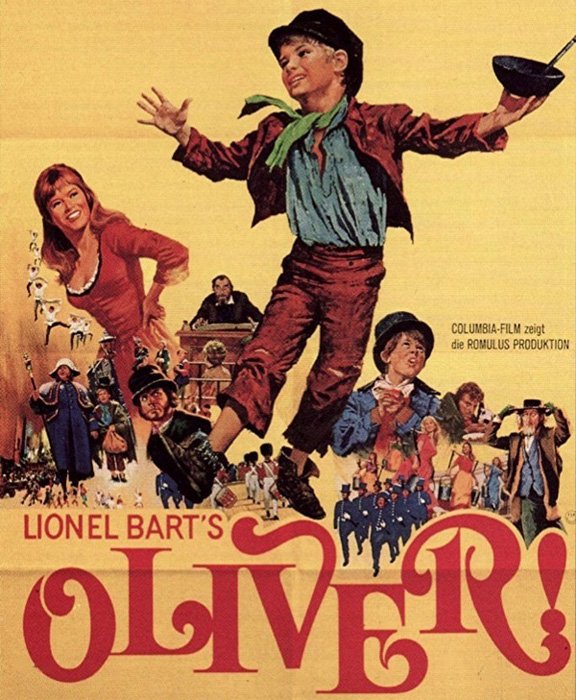 COLUMBIA-FILM zeigt
die ROMULUS PRODUKTION
LIONEL BART'S
OLIVER!